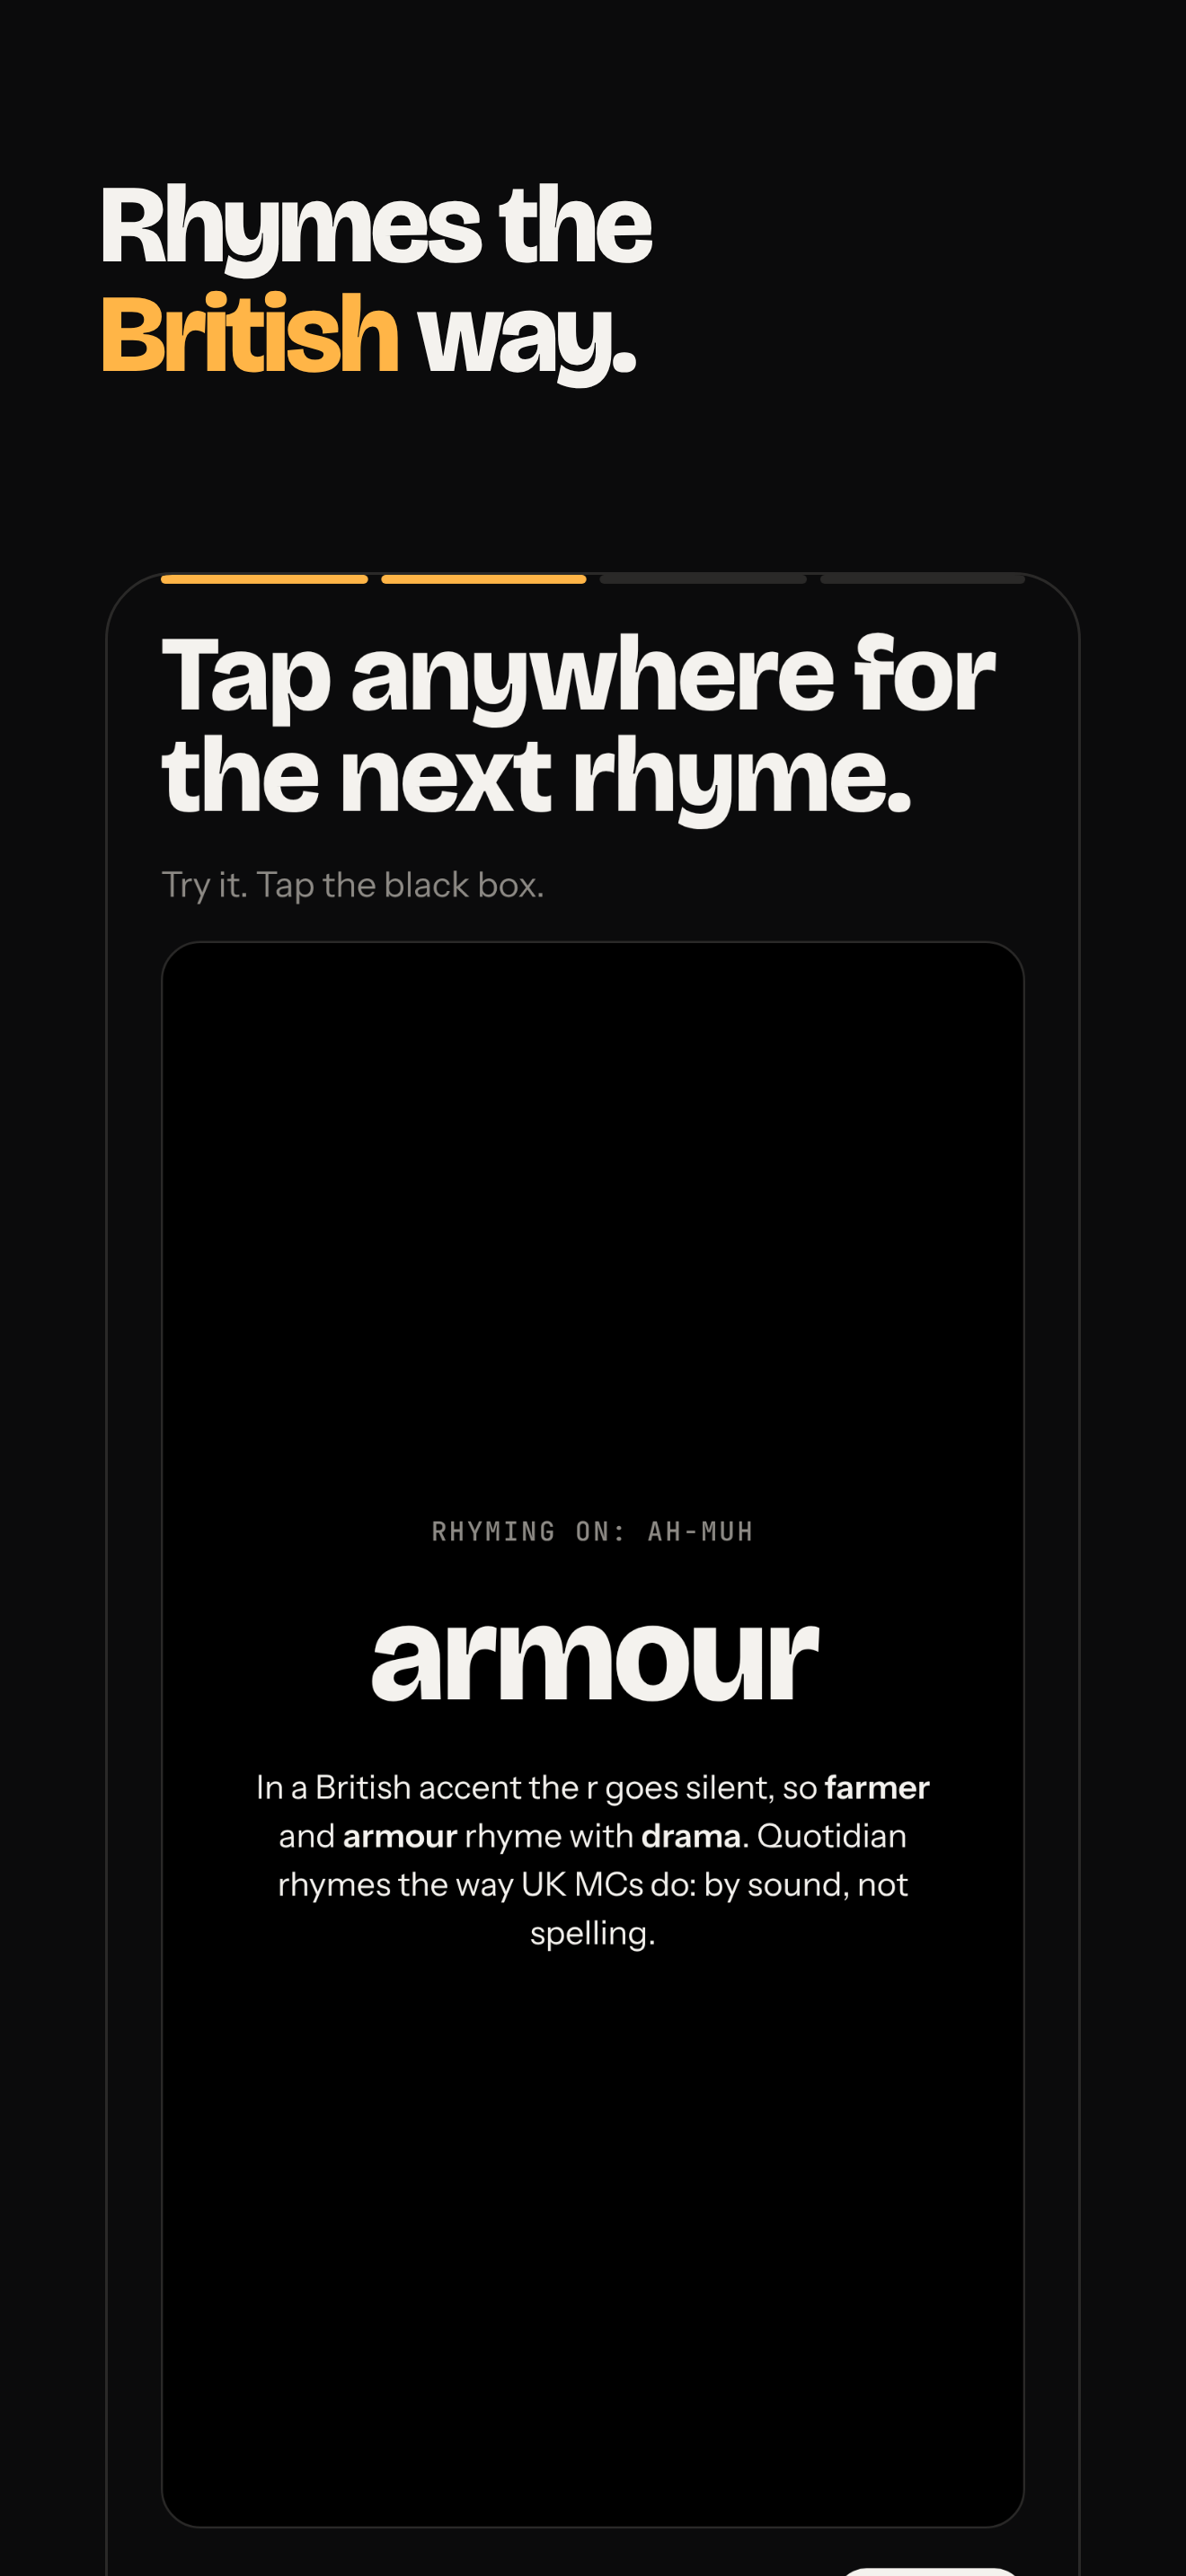 Rhymes the
British way.
Tap anywhere for
the next rhyme.
Try it. Tap the black box.
RHYMING ON: AH-MUH
armour
In a British accent the r goes silent, so farmer
and armour rhyme with drama. Quotidian
rhymes the way UK MCs do: by sound, not
spelling.